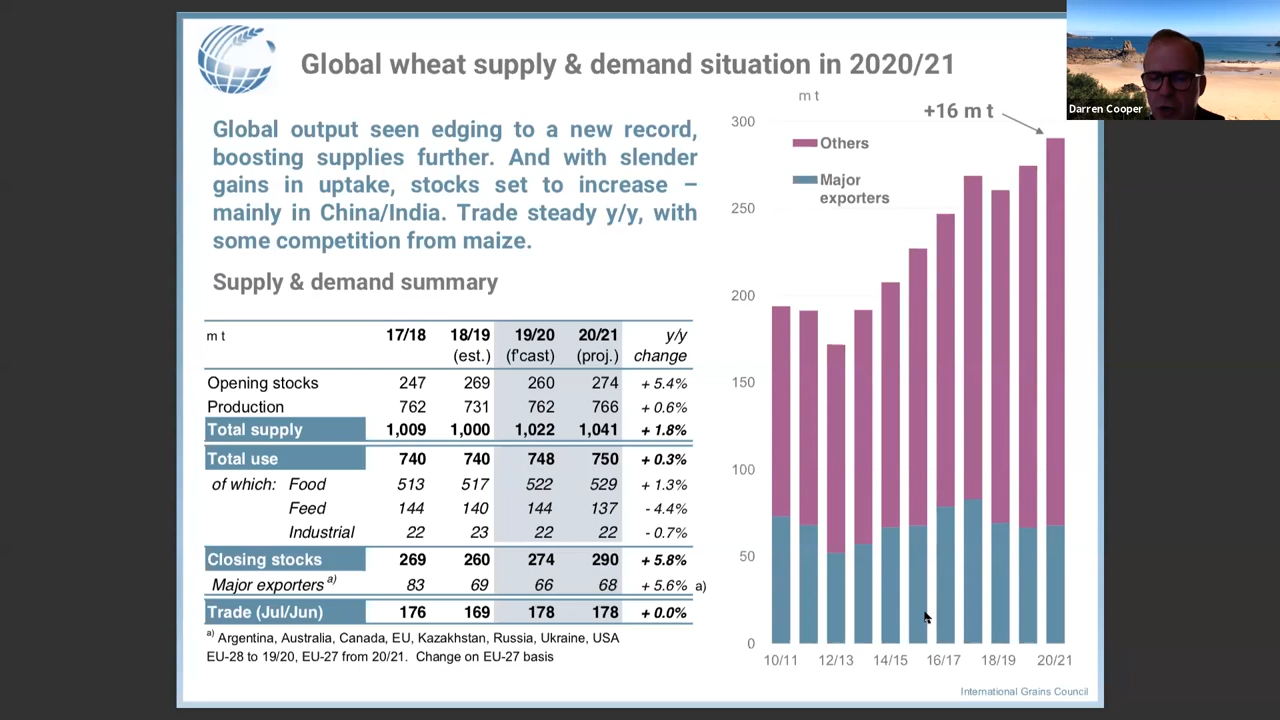 Global wheat supply & demand situation in 2020/21
Darren Cooper
Global output seen edging to a new record,
boosting supplies further. And with slender
gains in uptake, stocks set to increase –
mainly in China/India. Trade steady y/y, with
some competition from maize.
Supply & demand summary
m t 17/18 18/19 19/20 20/21 y/y
(est.) (f'cast) (proj.) change
Opening stocks 247 269 260 274 + 5.4%
Production 762 731 762 766 + 0.6%
Total supply 1,009 1,000 1,022 1,041 + 1.8%
Total use 740 740 748 750 + 0.3%
of which: Food 513 517 522 529 + 1.3%
Feed 144 140 144 137 - 4.4%
Industrial 22 23 22 22 - 0.7%
Closing stocks 269 260 274 290 + 5.8%
Major exporters a) 83 69 66 68 + 5.6% a)
Trade (Jul/Jun) 176 169 178 178 + 0.0%
a) Argentina, Australia, Canada, EU, Kazakhstan, Russia, Ukraine, USA
EU-28 to 19/20, EU-27 from 20/21. Change on EU-27 basis
m t
+16 m t
Others
Major
exporters
300
250
200
150
100
50
0
10/11 12/13 14/15 16/17 18/19 20/21
International Grains Council